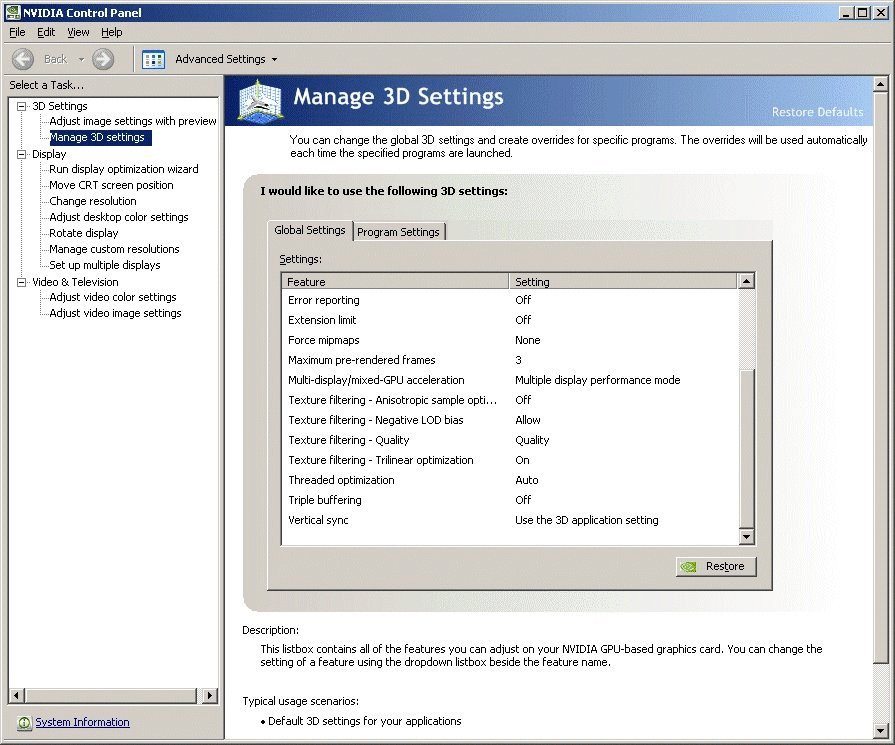 NVIDIA Control Panel
File Edit View Help
Back Advanced Settings
Select a Task...
3D Settings
Adjust image settings with preview
Manage 3D settings
Display
Run display optimization wizard
Move CRT screen position
Change resolution
Adjust desktop color settings
Rotate display
Manage custom resolutions
Set up multiple displays
Video & Television
Adjust video color settings
Adjust video image settings
System Information
Manage 3D Settings
Restore Defaults
You can change the global 3D settings and create overrides for specific programs. The overrides will be used automatically
each time the specified programs are launched.
I would like to use the following 3D settings:
Global Settings Program Settings
Settings:
Feature Setting
Error reporting Off
Extension limit Off
Force mipmaps None
Maximum pre-rendered frames 3
Multi-display/mixed-GPU acceleration Multiple display performance mode
Texture filtering - Anisotropic sample opti... Off
Texture filtering - Negative LOD bias Allow
Texture filtering - Quality Quality
Texture filtering - Trilinear optimization On
Threaded optimization Auto
Triple buffering Off
Vertical sync Use the 3D application setting
Restore
Description:
This listbox contains all of the features you can adjust on your NVIDIA GPU-based graphics card. You can change the
setting of a feature using the dropdown listbox beside the feature name.
Typical usage scenarios:
• Default 3D settings for your applications